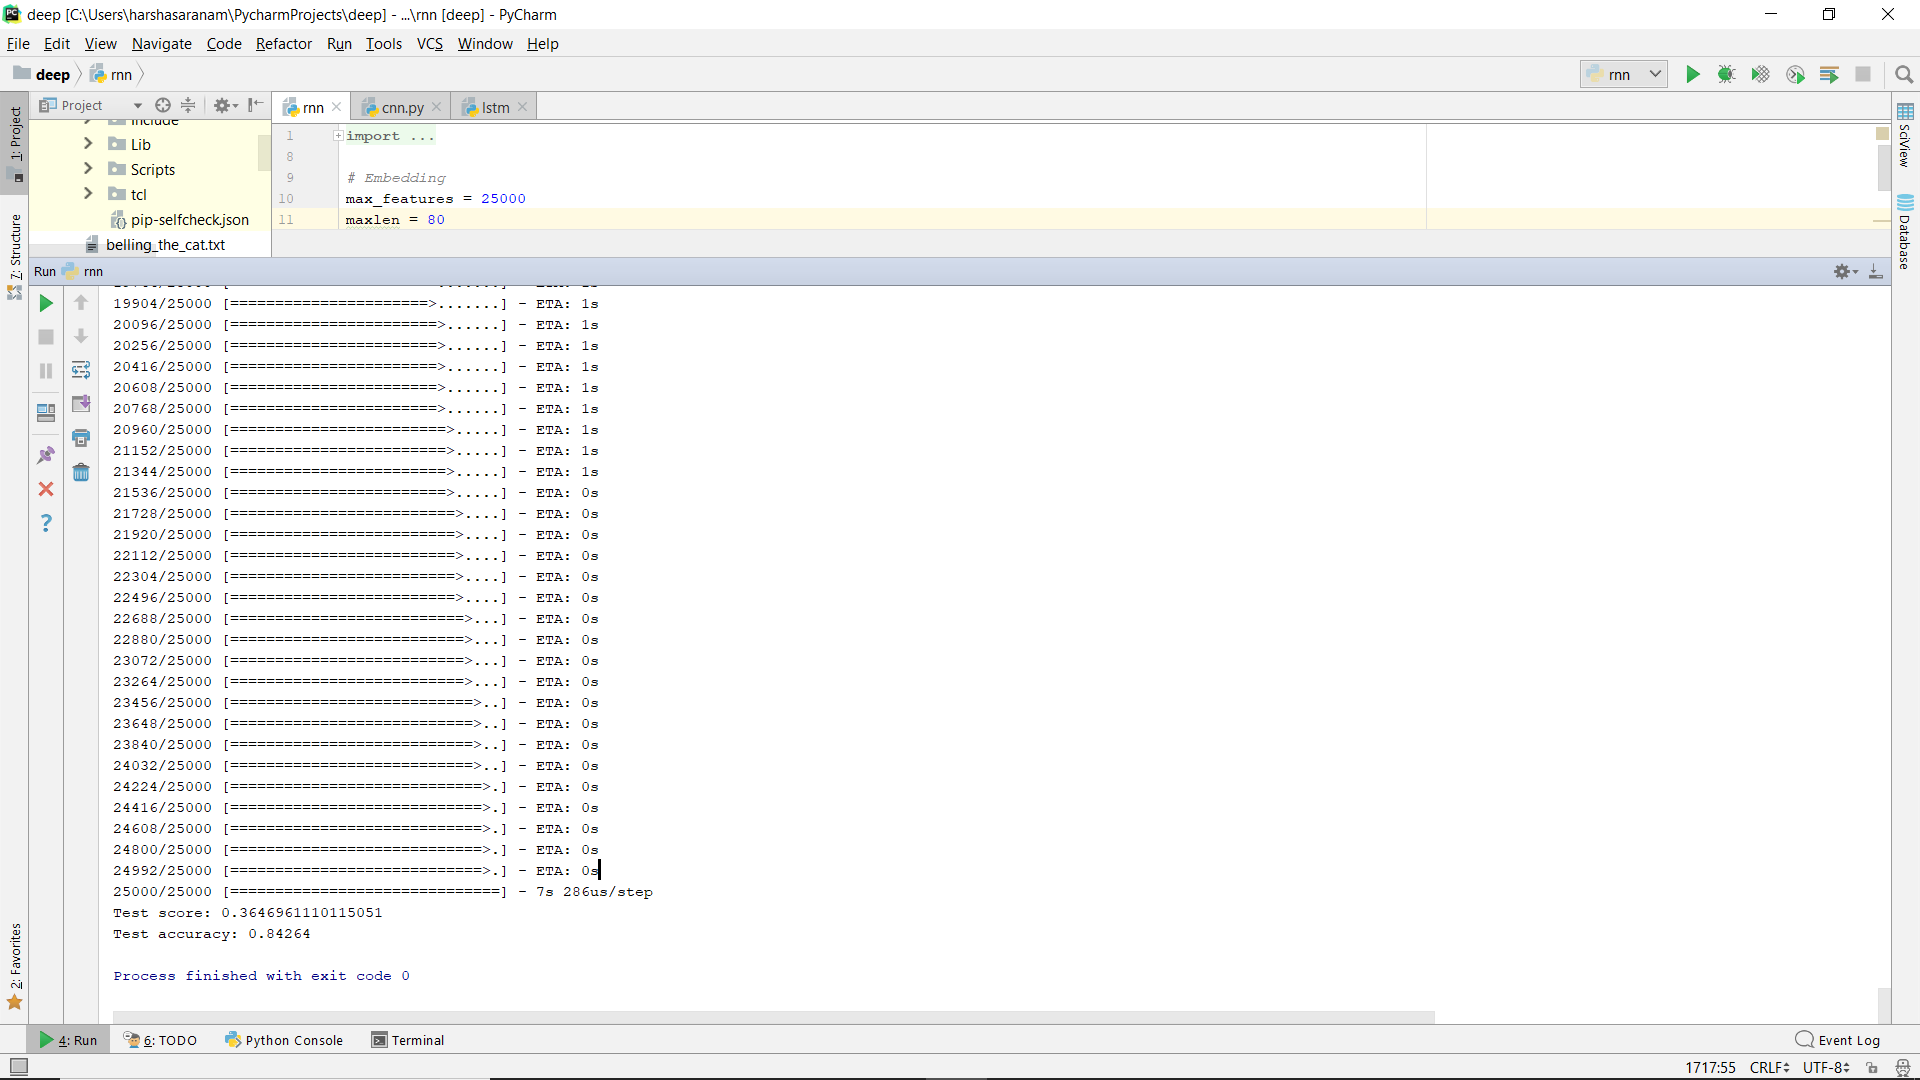 deep [C:\Users\harshasaranam\PycharmProjects\deep] - ...\rnn [deep] - PyCharm
File Edit View Navigate Code Refactor Run Tools VCS Window Help
deep rnn
rnn
Project
rnn cnn.py lstm
include
Lib
Scripts
tcl
pip-selfcheck.json
belling_the_cat.txt
1 import ...
8
9 # Embedding
10 max_features = 25000
11 maxlen = 80
1: Project
7: Structure
2: Favorites
SciView
Database
Run rnn
19904/25000 [======================>.......] - ETA: 1s
20096/25000 [=======================>......] - ETA: 1s
20256/25000 [=======================>......] - ETA: 1s
20416/25000 [=======================>......] - ETA: 1s
20608/25000 [=======================>......] - ETA: 1s
20768/25000 [=======================>......] - ETA: 1s
20960/25000 [========================>.....] - ETA: 1s
21152/25000 [========================>.....] - ETA: 1s
21344/25000 [========================>.....] - ETA: 1s
21536/25000 [========================>.....] - ETA: 0s
21728/25000 [=========================>....] - ETA: 0s
21920/25000 [=========================>....] - ETA: 0s
22112/25000 [=========================>....] - ETA: 0s
22304/25000 [=========================>....] - ETA: 0s
22496/25000 [=========================>....] - ETA: 0s
22688/25000 [==========================>...] - ETA: 0s
22880/25000 [==========================>...] - ETA: 0s
23072/25000 [==========================>...] - ETA: 0s
23264/25000 [==========================>...] - ETA: 0s
23456/25000 [===========================>..] - ETA: 0s
23648/25000 [===========================>..] - ETA: 0s
23840/25000 [===========================>..] - ETA: 0s
24032/25000 [===========================>..] - ETA: 0s
24224/25000 [============================>.] - ETA: 0s
24416/25000 [============================>.] - ETA: 0s
24608/25000 [============================>.] - ETA: 0s
24800/25000 [============================>.] - ETA: 0s
24992/25000 [============================>.] - ETA: 0s
25000/25000 [==============================] - 7s 286us/step
Test score: 0.3646961110115051
Test accuracy: 0.84264
Process finished with exit code 0
4: Run 6: TODO Python Console Terminal Event Log
1717:55 CRLF UTF-8